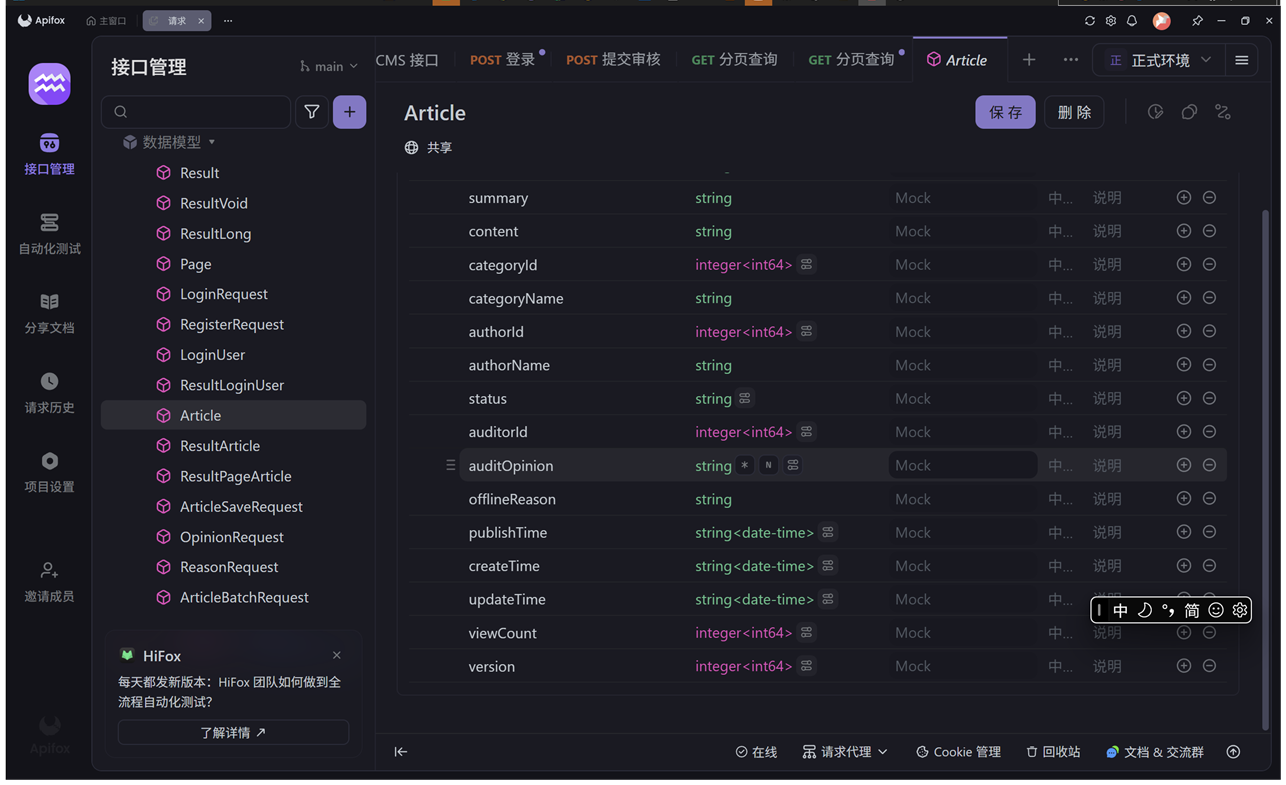 Apifox
主窗口
请求
接口管理
main
CMS 接口
POST 登录
POST 提交审核
GET 分页查询
GET 分页查询
Article
正 正式环境
接口管理
自动化测试
分享文档
请求历史
项目设置
邀请成员
Apifox
数据模型
Result
ResultVoid
ResultLong
Page
LoginRequest
RegisterRequest
LoginUser
ResultLoginUser
Article
ResultArticle
ResultPageArticle
ArticleSaveRequest
OpinionRequest
ReasonRequest
ArticleBatchRequest
HiFox
每天都发新版本：HiFox 团队如何做到全
流程自动化测试？
了解详情 ↗
Article
保 存
删 除
共享
summary string Mock 中... 说明
content string Mock 中... 说明
categoryId integer<int64> Mock 中... 说明
categoryName string Mock 中... 说明
authorId integer<int64> Mock 中... 说明
authorName string Mock 中... 说明
status string Mock 中... 说明
auditorId integer<int64> Mock 中... 说明
auditOpinion string * N Mock 中... 说明
offlineReason string Mock 中... 说明
publishTime string<date-time> Mock 中... 说明
createTime string<date-time> Mock 中... 说明
updateTime string<date-time> Mock 中...
中 简
viewCount integer<int64> Mock 中... 说明
version integer<int64> Mock 中... 说明
在线
请求代理
Cookie 管理
回收站
文档 & 交流群